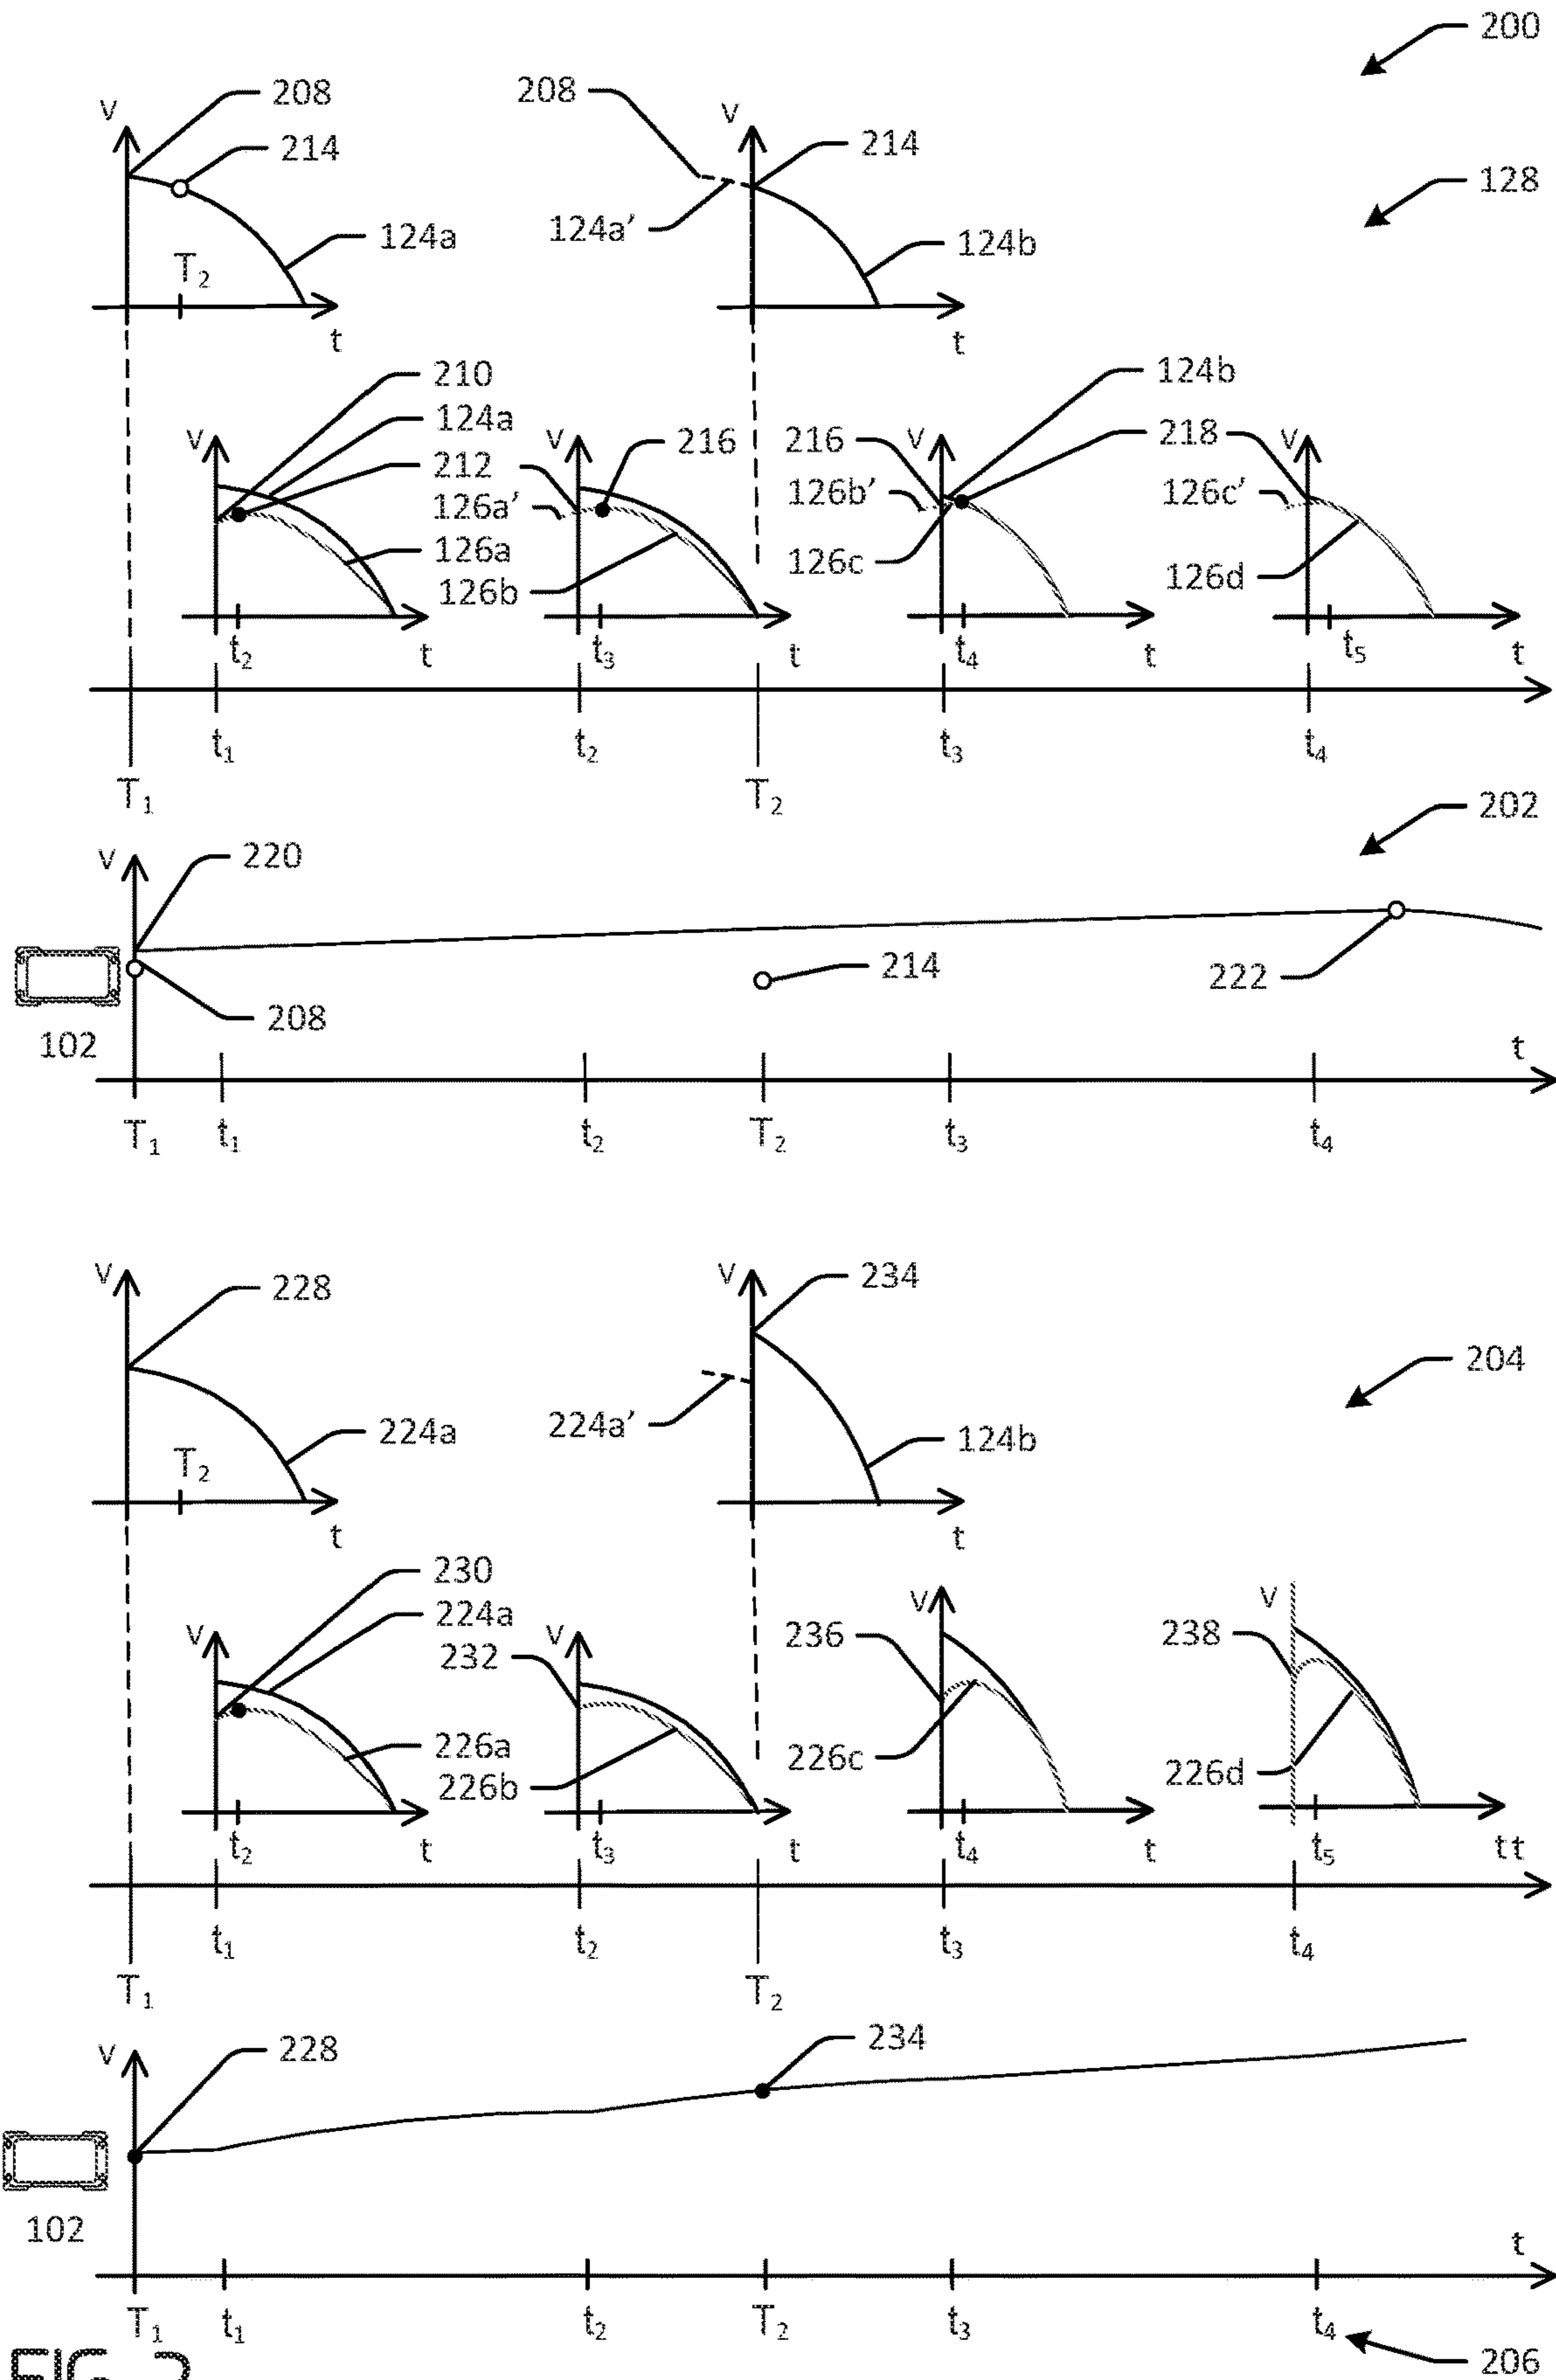 200
v 208 208 v 214
214
128
124a 124a' 124b
T2
t t
210 124b
v 124a v 216 216 v 218 v
212
126a' 126b' 126c'
126a 126c 126d
126b
t2 t t3 t t4 t t5 t
t1 t2 t3 t4
T1 T2
202
v 220
214 222
208
102
t
T1 t1 t2 T2 t3 t4
v 228 v 234
204
224a 224a' 124b
T2
t t
230
v 224a v v v
232 236 238
226a 226c 226d
226b
t2 t t3 t t4 t t5 t t
t1 t2 t3 t4
T1 T2
v 228 234
102
t
T1 t1 t2 T2 t3 t4
206